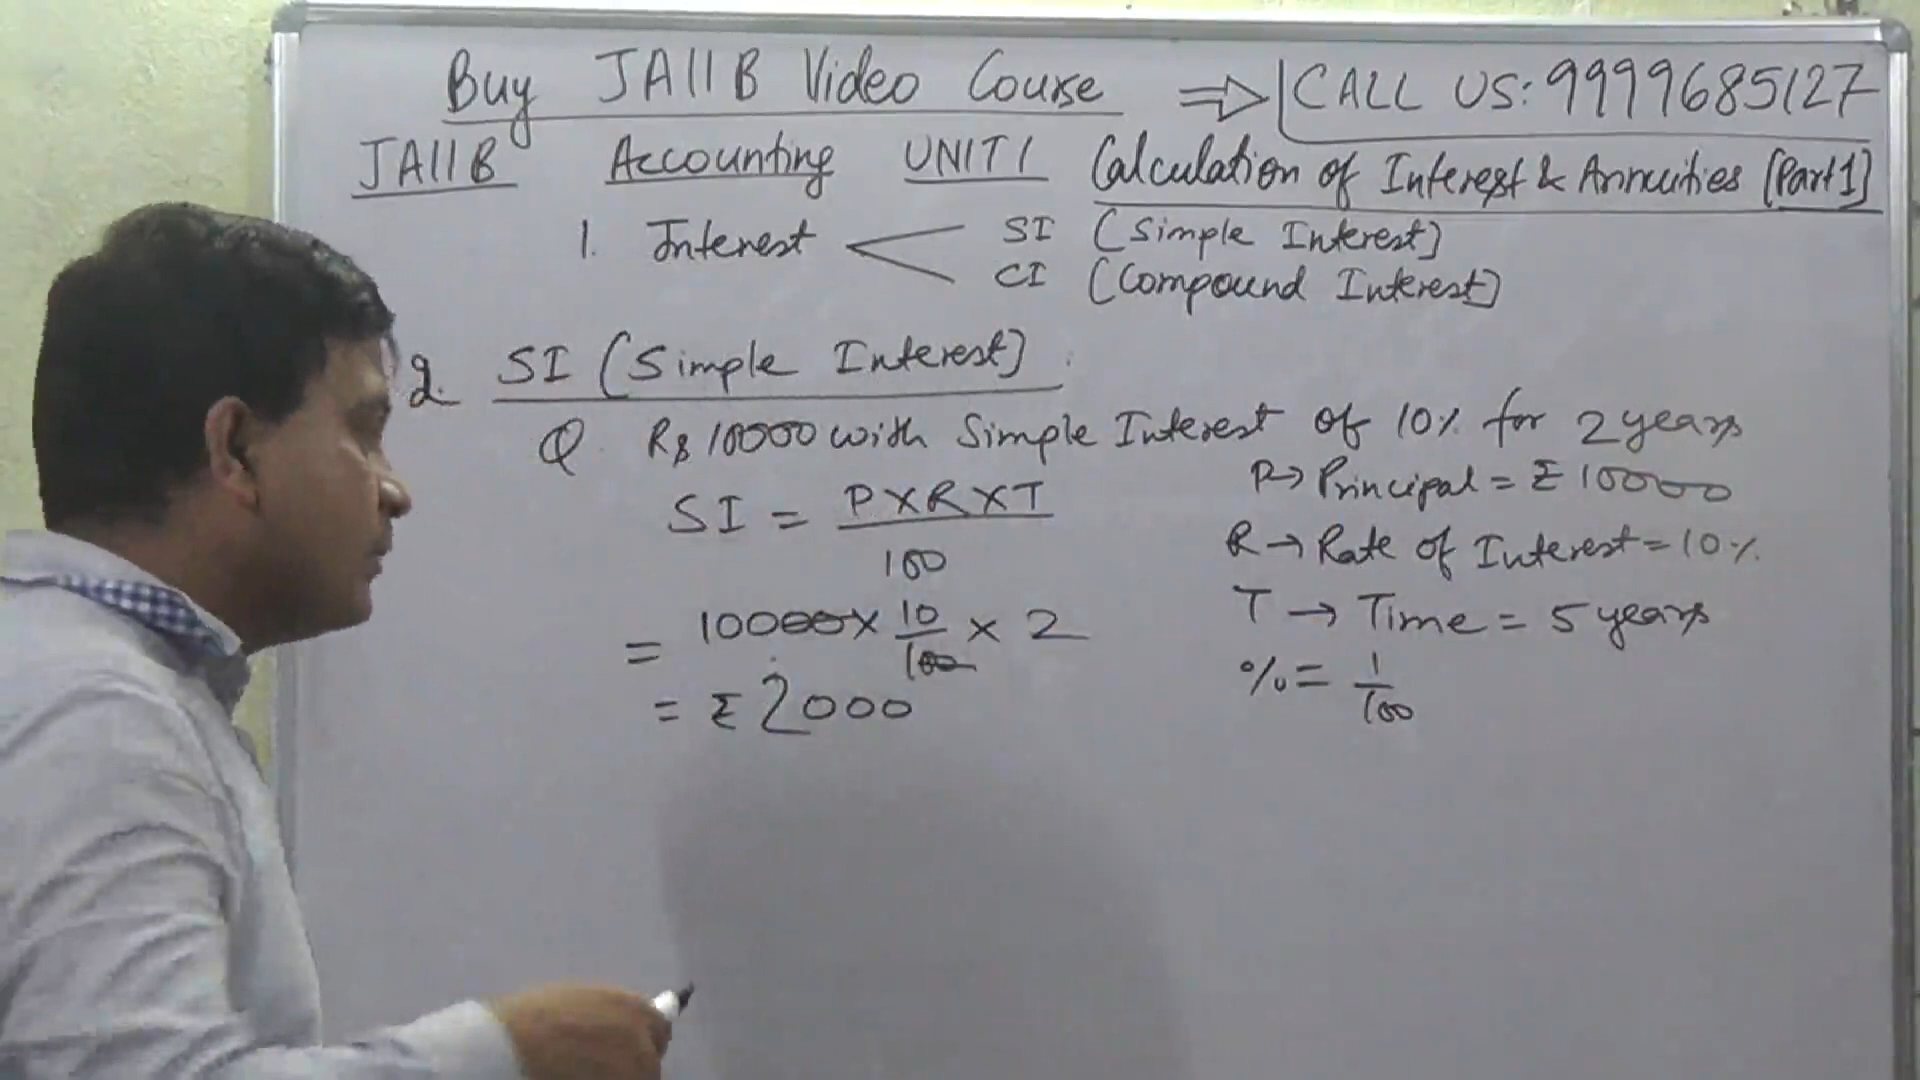 Buy JAIIB Video Course ⇒ CALL US: 9999685127
JAIIB Accounting UNIT 1 Calculation of Interest & Annuities [Part 1]
1. Interest SI (Simple Interest]
CI (Compound Interest]
2. SI (Simple Interest]
Q. Rs 10000 with Simple Interest of 10% for 2 years
SI = P X R X T / 100
= 10000 x 10/100 x 2
= ₹ 2000
P → Principal = ₹ 10000
R → Rate of Interest = 10%
T → Time = 5 years
% = 1/100